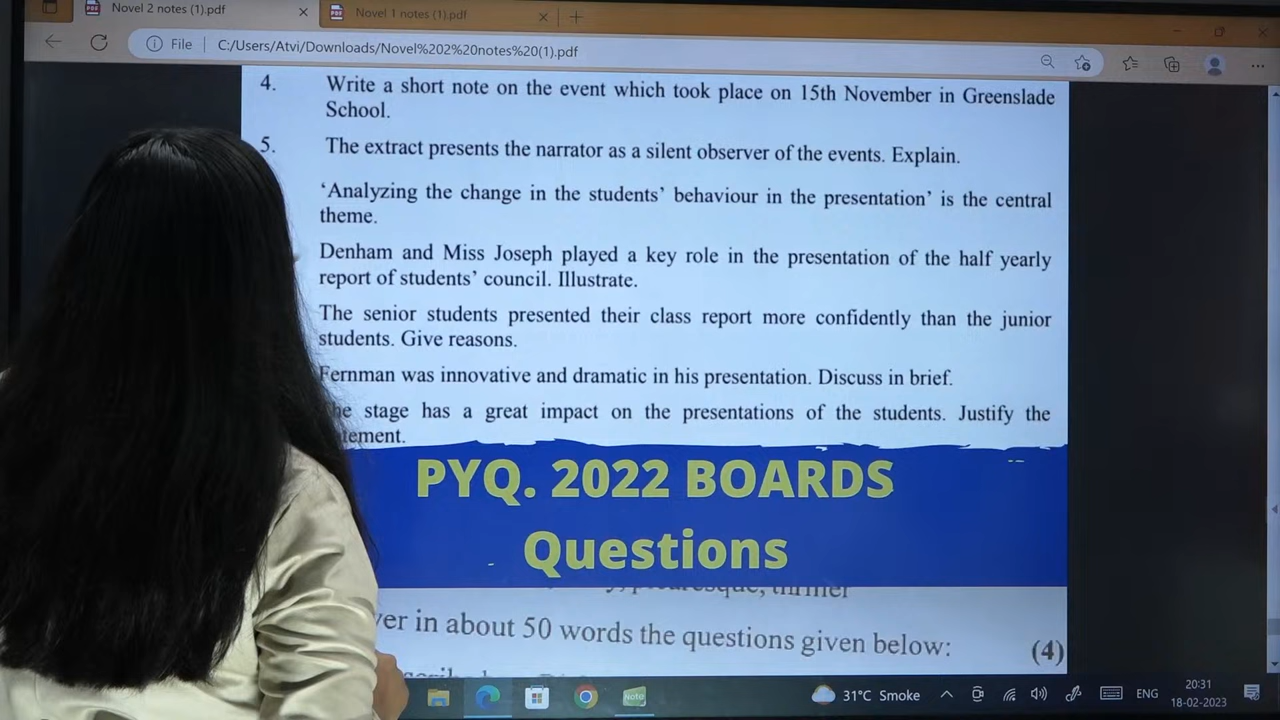 Novel 2 notes (1).pdf
Novel 1 notes (1).pdf
File
C:/Users/Atvi/Downloads/Novel%202%20notes%20(1).pdf
4. Write a short note on the event which took place on 15th November in Greenslade
School.
5. The extract presents the narrator as a silent observer of the events. Explain.
‘Analyzing the change in the students’ behaviour in the presentation’ is the central
theme.
Denham and Miss Joseph played a key role in the presentation of the half yearly
report of students’ council. Illustrate.
The senior students presented their class report more confidently than the junior
students. Give reasons.
Fernman was innovative and dramatic in his presentation. Discuss in brief.
stage has a great impact on the presentations of the students. Justify the
PYQ. 2022 BOARDS
Questions
in about 50 words the questions given below: (4)
31°C Smoke
ENG
20:31
18-02-2023